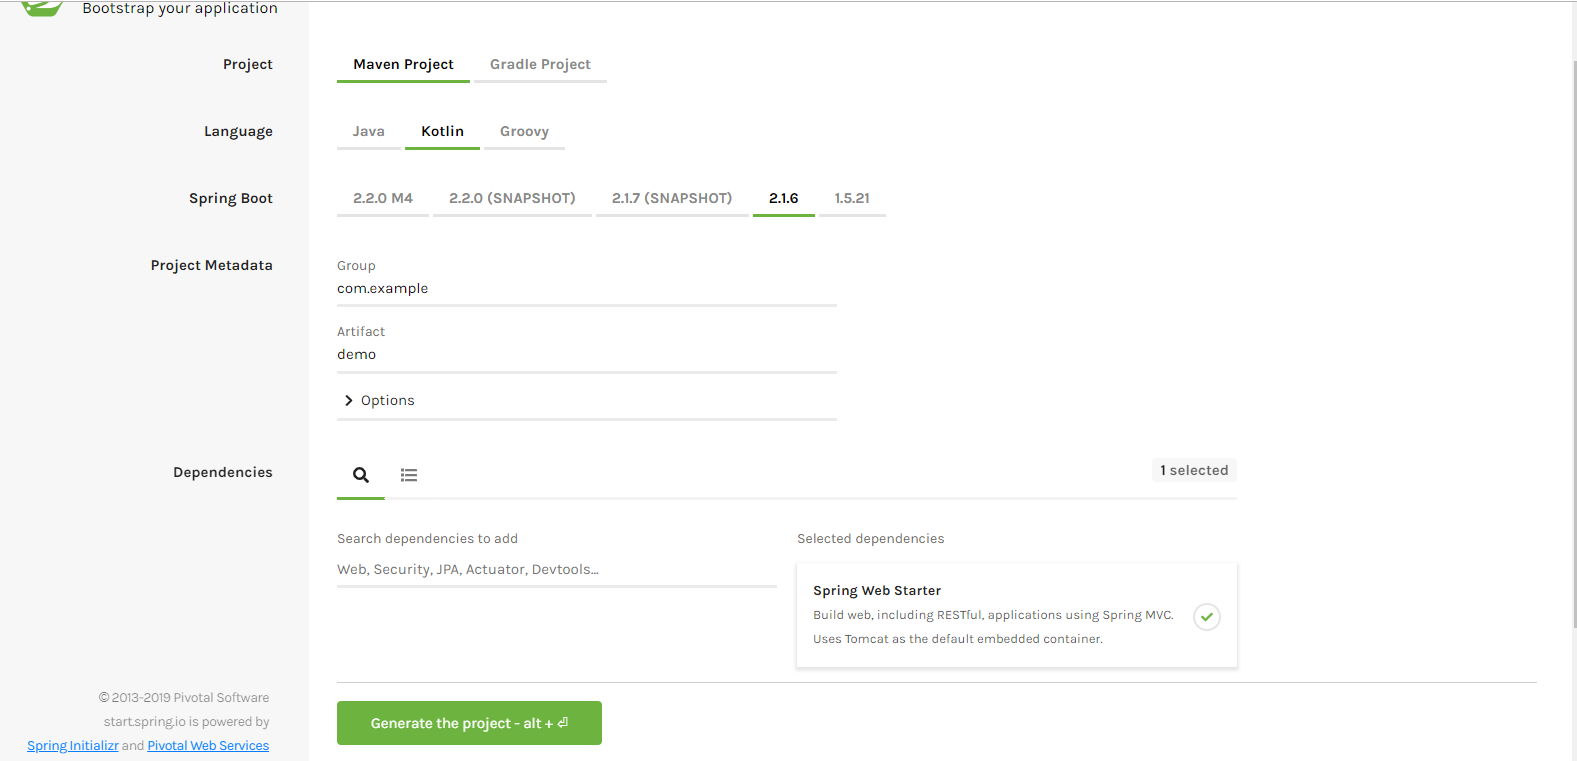 Bootstrap your application
Project
Maven Project
Gradle Project
Language
Java
Kotlin
Groovy
Spring Boot
2.2.0 M4
2.2.0 (SNAPSHOT)
2.1.7 (SNAPSHOT)
2.1.6
1.5.21
Project Metadata
Group
com.example
Artifact
demo
Options
Dependencies
1 selected
Search dependencies to add
Web, Security, JPA, Actuator, Devtools...
Selected dependencies
Spring Web Starter
Build web, including RESTful, applications using Spring MVC.
Uses Tomcat as the default embedded container.
© 2013-2019 Pivotal Software
start.spring.io is powered by
Spring Initializr and Pivotal Web Services
Generate the project - alt + ⏎